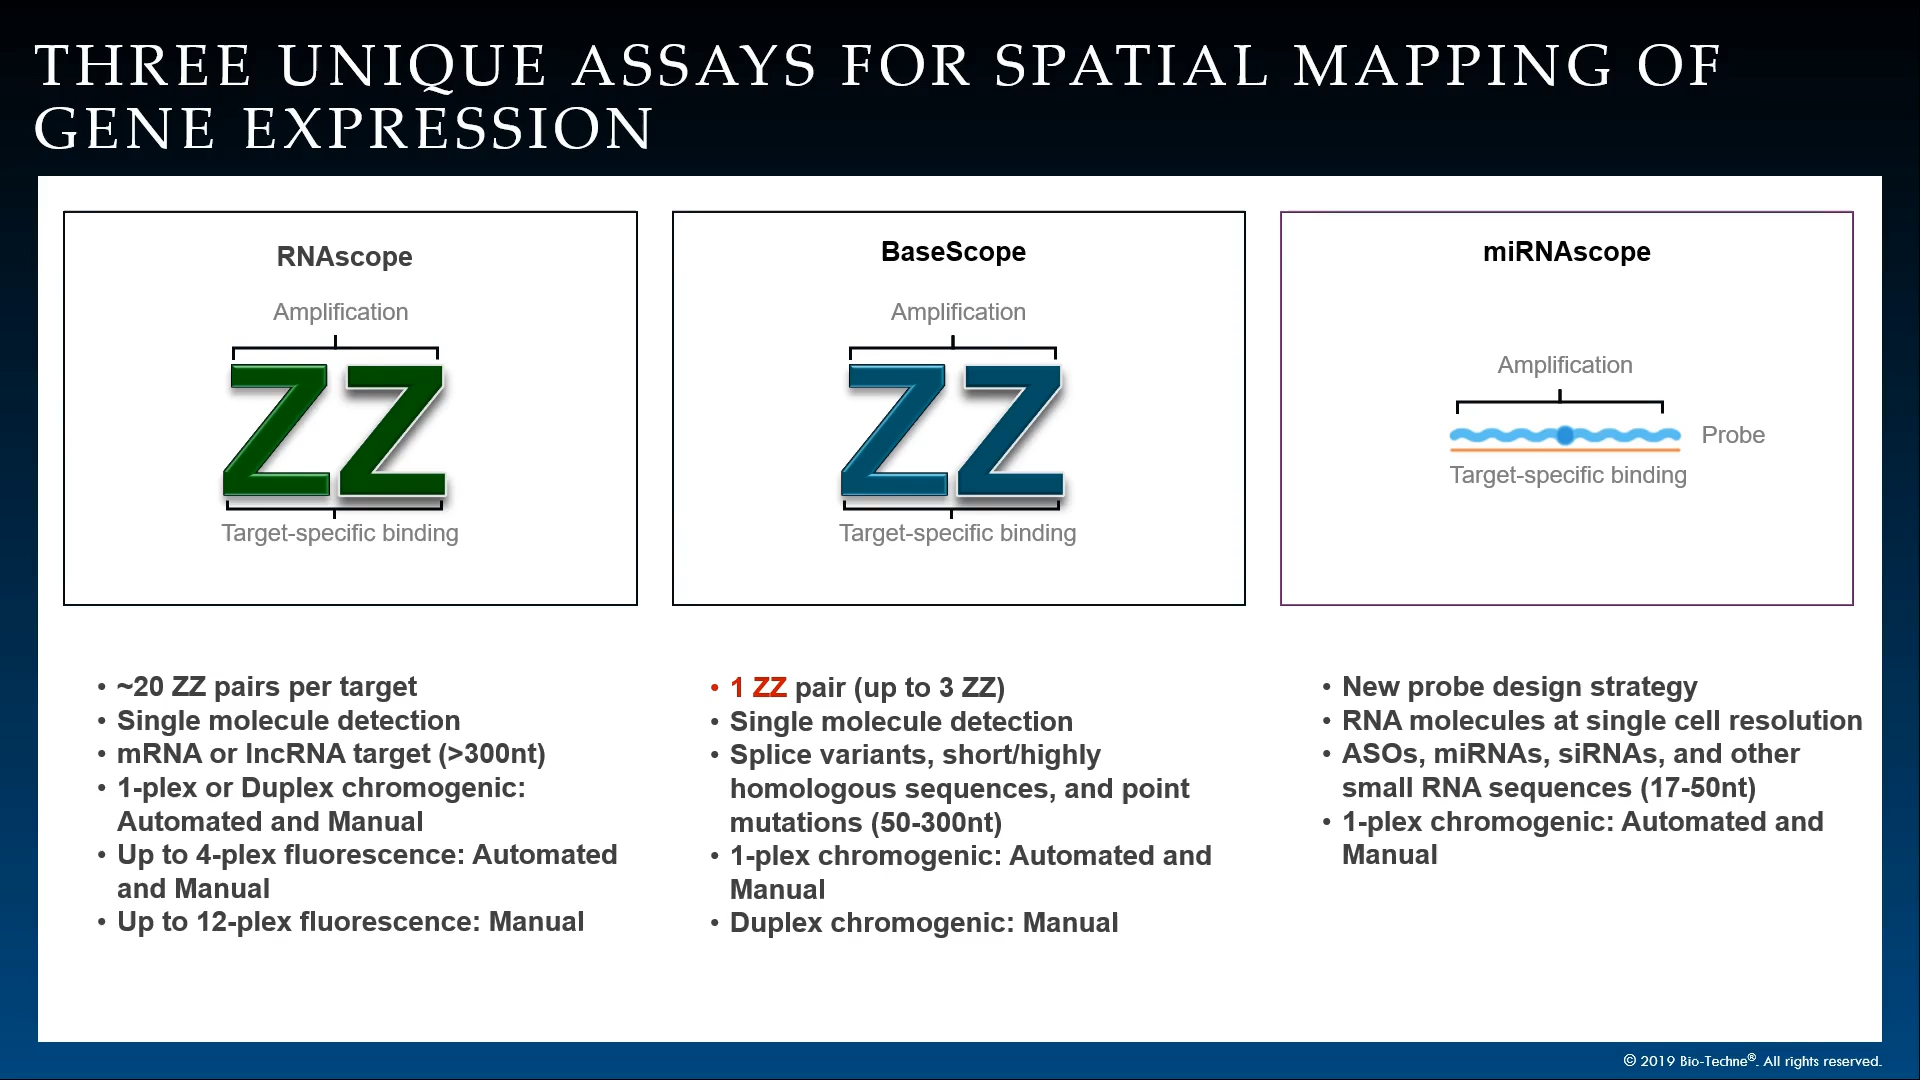 THREE UNIQUE ASSAYS FOR SPATIAL MAPPING OF
GENE EXPRESSION
RNAscope
Amplification
ZZ
Target-specific binding
BaseScope
Amplification
ZZ
Target-specific binding
miRNAscope
Amplification
Probe
Target-specific binding
• ~20 ZZ pairs per target
• Single molecule detection
• mRNA or lncRNA target (>300nt)
• 1-plex or Duplex chromogenic:
Automated and Manual
• Up to 4-plex fluorescence: Automated
and Manual
• Up to 12-plex fluorescence: Manual
• 1 ZZ pair (up to 3 ZZ)
• Single molecule detection
• Splice variants, short/highly
homologous sequences, and point
mutations (50-300nt)
• 1-plex chromogenic: Automated and
Manual
• Duplex chromogenic: Manual
• New probe design strategy
• RNA molecules at single cell resolution
• ASOs, miRNAs, siRNAs, and other
small RNA sequences (17-50nt)
• 1-plex chromogenic: Automated and
Manual
© 2019 Bio-Techne®. All rights reserved.